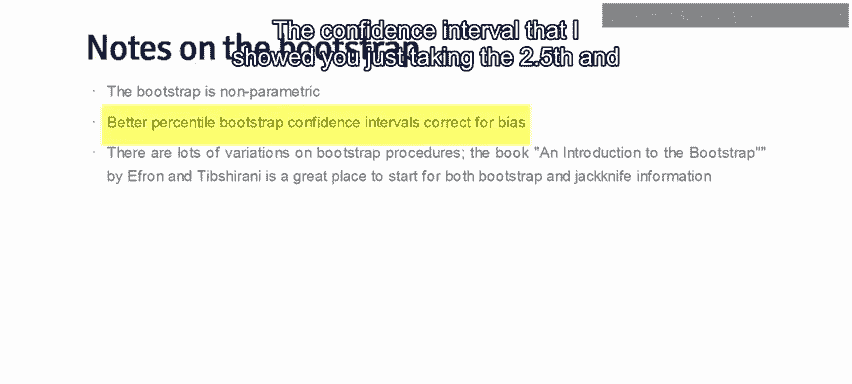 The confidence interval that I
showed you just taking the 2.5th and
Notes on the bootstrap
· The bootstrap is non-parametric
· Better percentile bootstrap confidence intervals correct for bias
· There are lots of variations on bootstrap procedures; the book "An Introduction to the Bootstrap""
by Efron and Tibshirani is a great place to start for both bootstrap and jackknife information